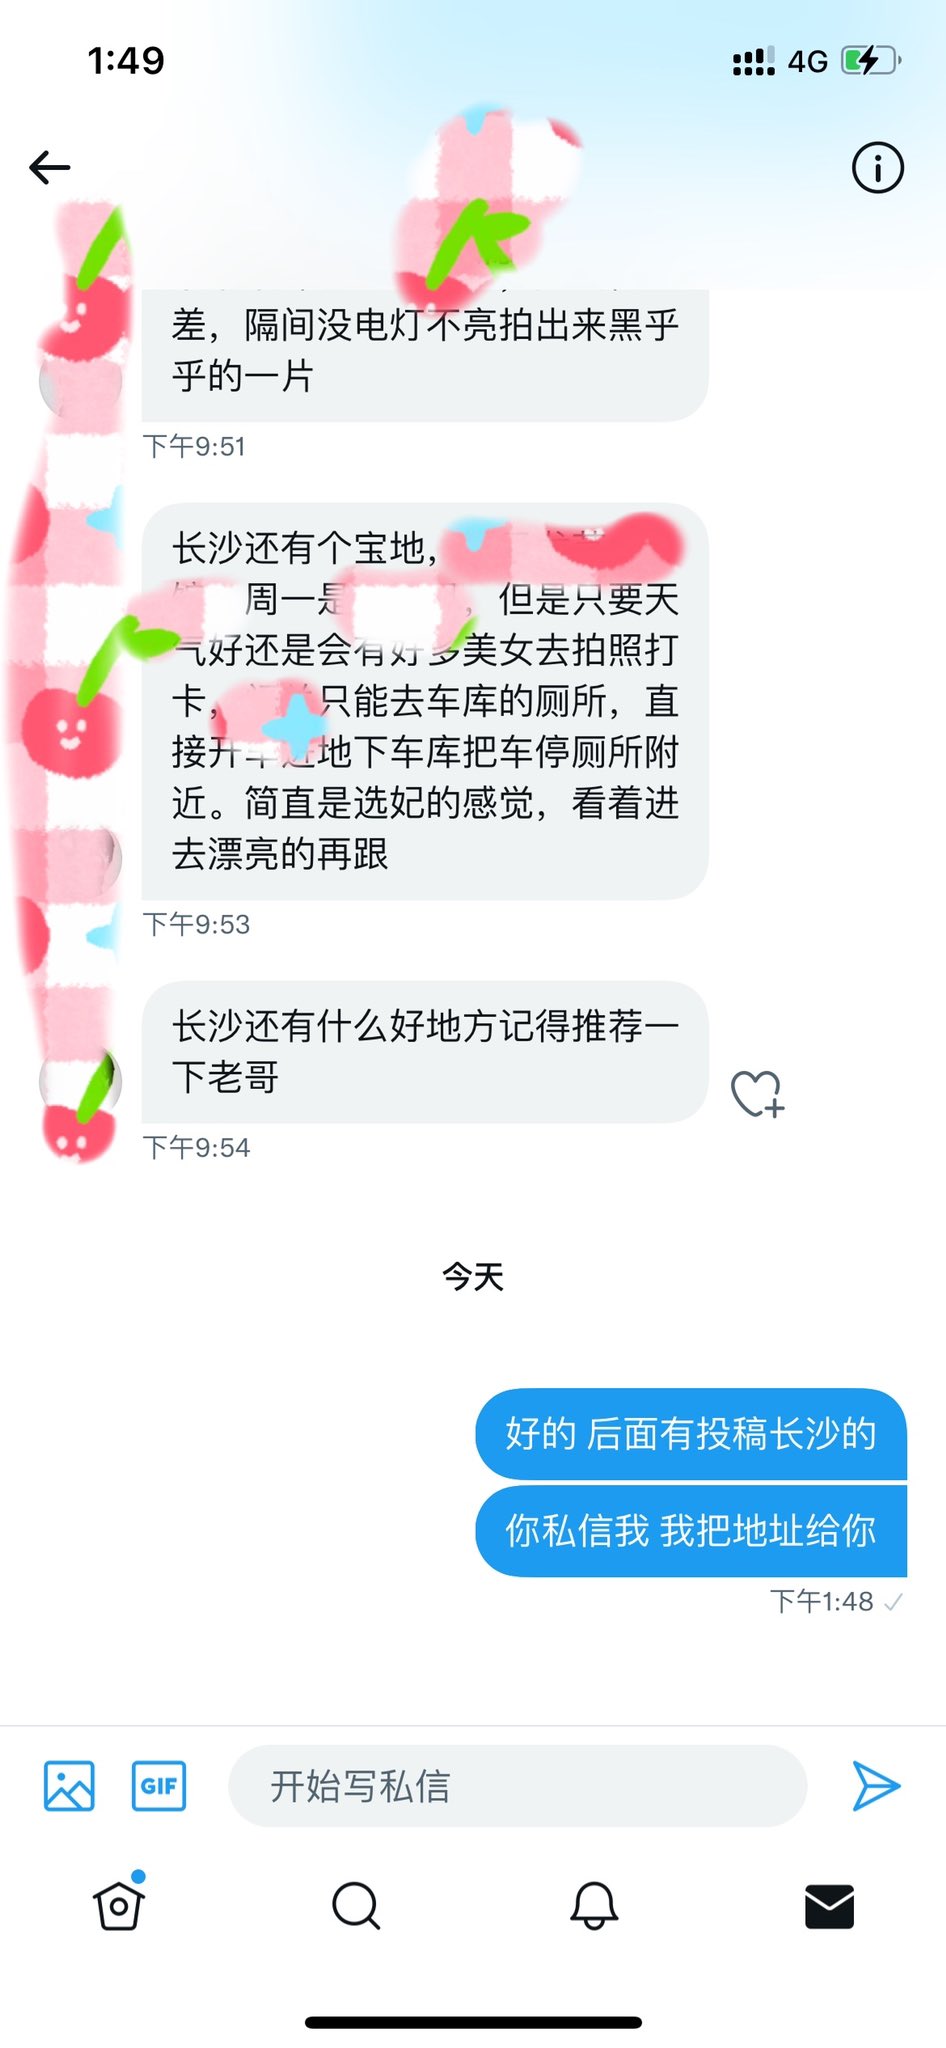 1:49
4G
差，隔间没电灯不亮拍出来黑乎
乎的一片
下午9:51
长沙还有个宝地，
周一是，但是只要天
气好还是会有好多美女去拍照打
卡，只能去车库的厕所，直
接开车进地下车库把车停厕所附
近。简直是选妃的感觉，看着进
去漂亮的再跟
下午9:53
长沙还有什么好地方记得推荐一
下老哥
下午9:54
今天
好的 后面有投稿长沙的
你私信我 我把地址给你
下午1:48
GIF
开始写私信